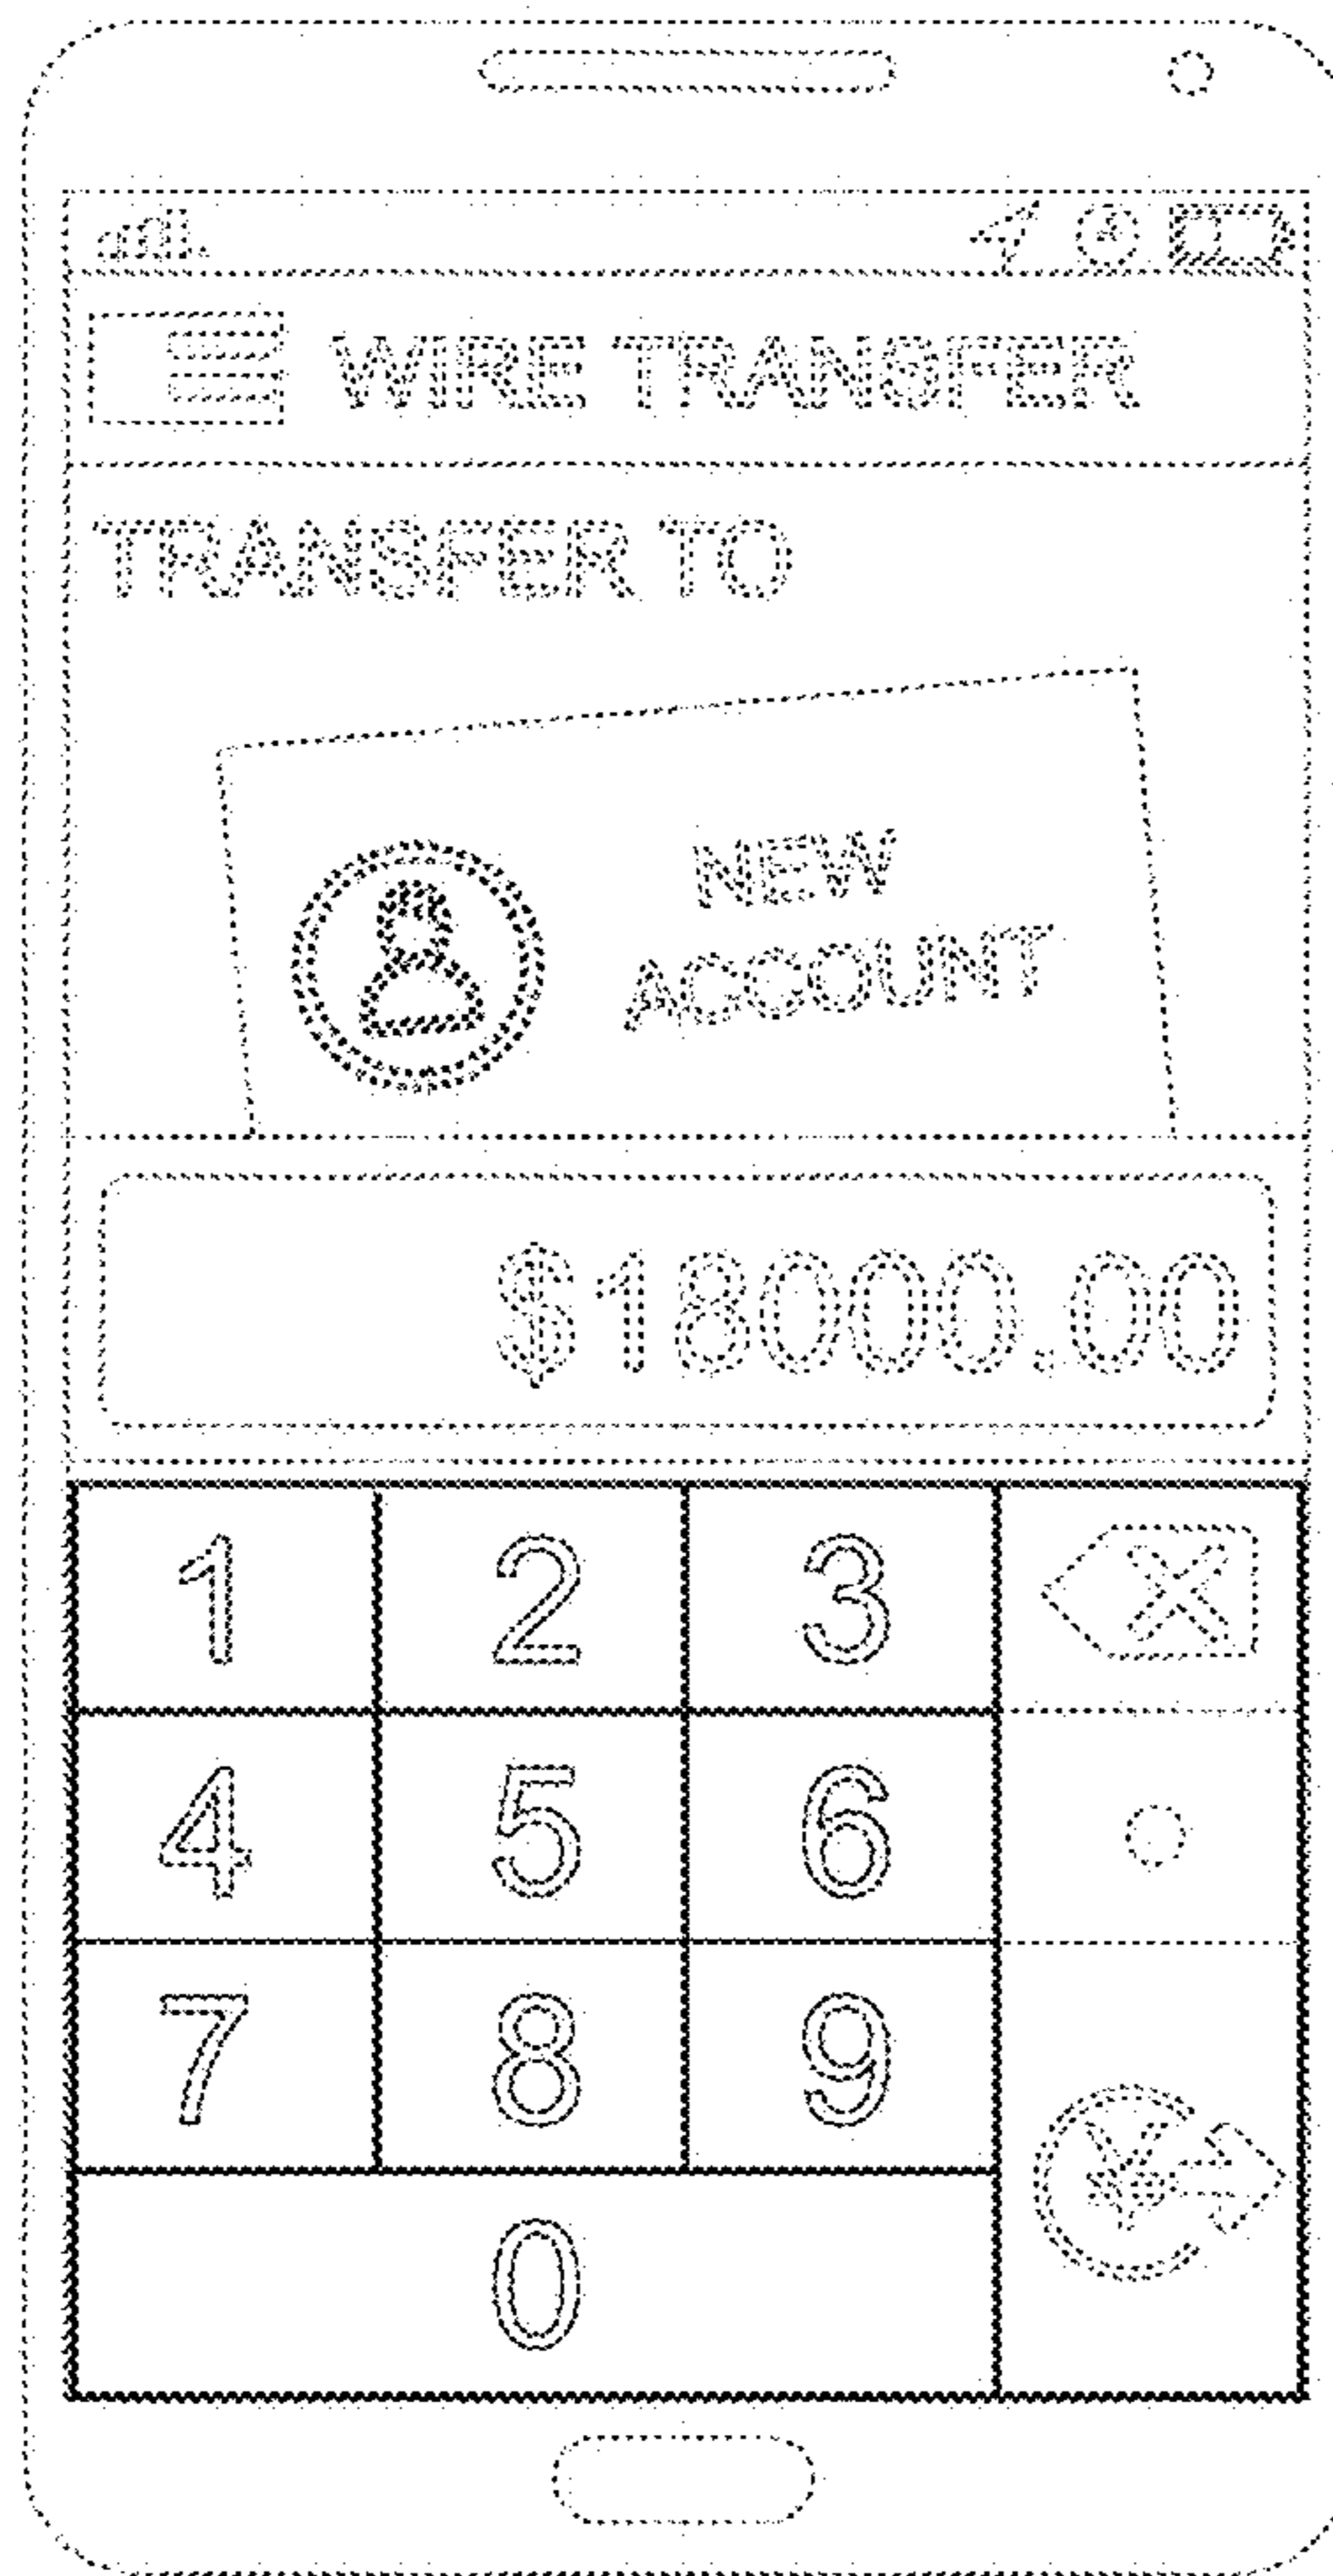 WIRE TRANSFER
TRANSFER TO
NEW
ACCOUNT
$18000.00
1 2 3
4 5 6
7 8 9
0